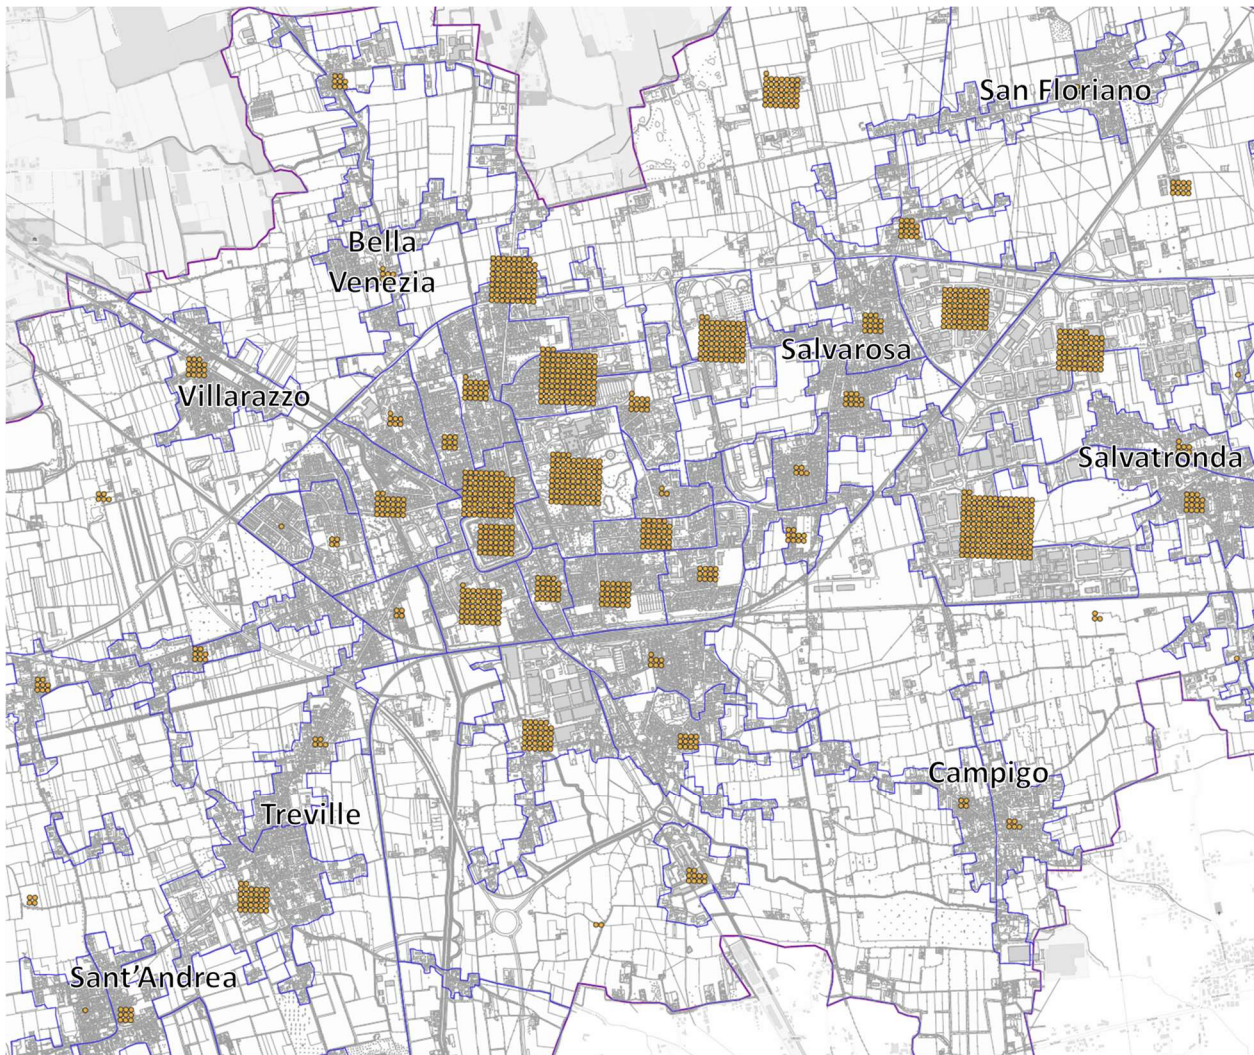 San Floriano
Bella
Venezia
Salvarosa
Villarazzo
Salvatronda
Campigo
Treville
Sant'Andrea